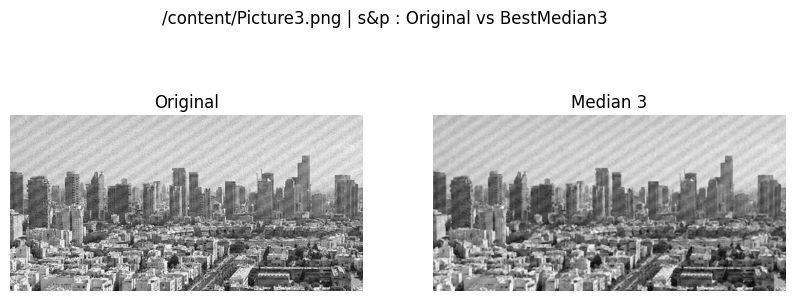 /content/Picture3.png | s&p : Original vs BestMedian3
Original
Median 3